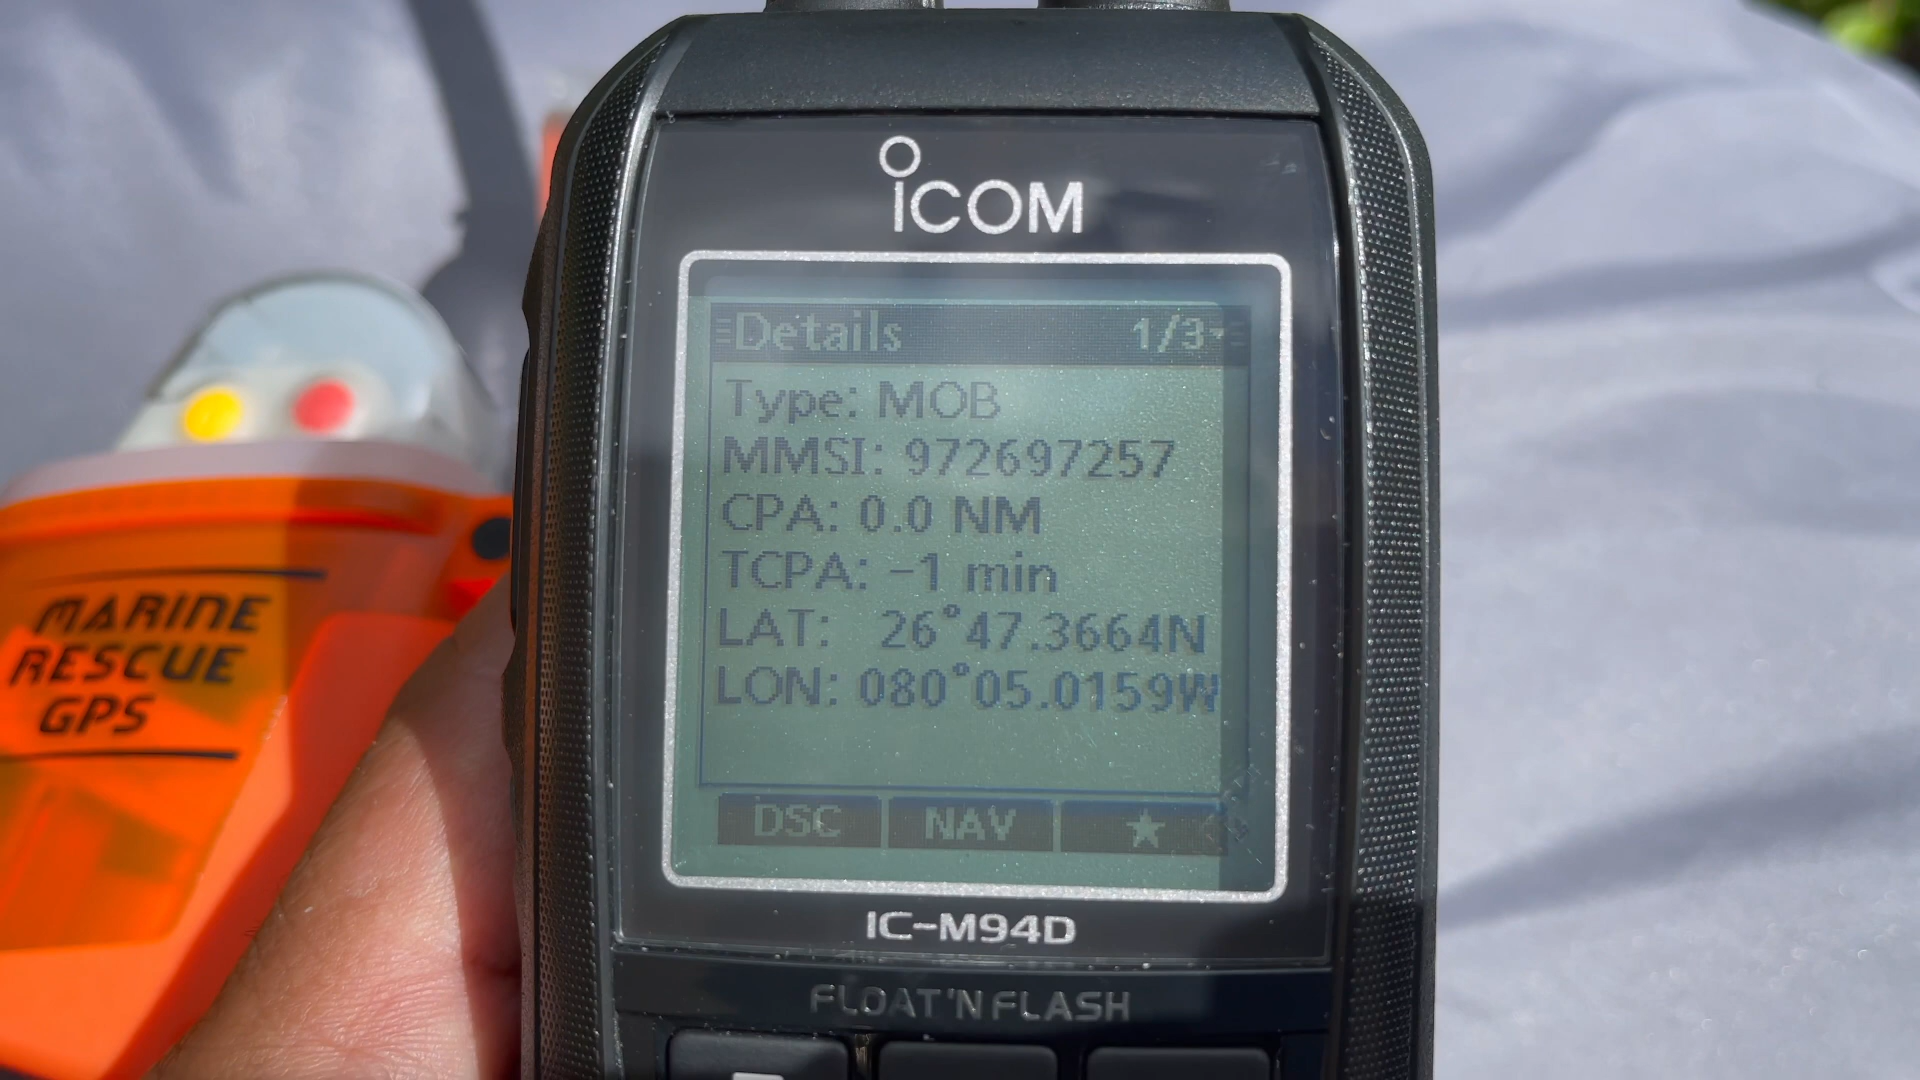 ICOM
Details 1/3
Type: MOB
MMSI: 972697257
CPA: 0.0 NM
TCPA: -1 min
LAT: 26°47.3664N
LON: 080°05.0159W
DSC NAV ★
IC-M94D
FLOAT'N FLASH
MARINE
RESCUE
GPS